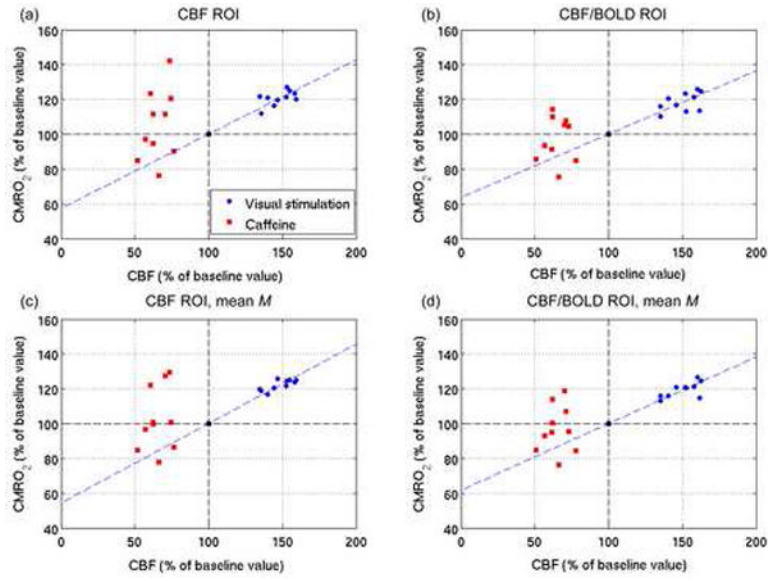 (a) CBF ROI
160
140
120
100
80
60
40
CMRO2 (% of baseline value)
Visual stimulation
Caffeine
0 50 100 150 200
CBF (% of baseline value)
(b) CBF/BOLD ROI
160
140
120
100
80
60
40
CMRO2 (% of baseline value)
0 50 100 150 200
CBF (% of baseline value)
(c) CBF ROI, mean M
160
140
120
100
80
60
40
CMRO2 (% of baseline value)
0 50 100 150 200
CBF (% of baseline value)
(d) CBF/BOLD ROI, mean M
160
140
120
100
80
60
40
CMRO2 (% of baseline value)
0 50 100 150 200
CBF (% of baseline value)